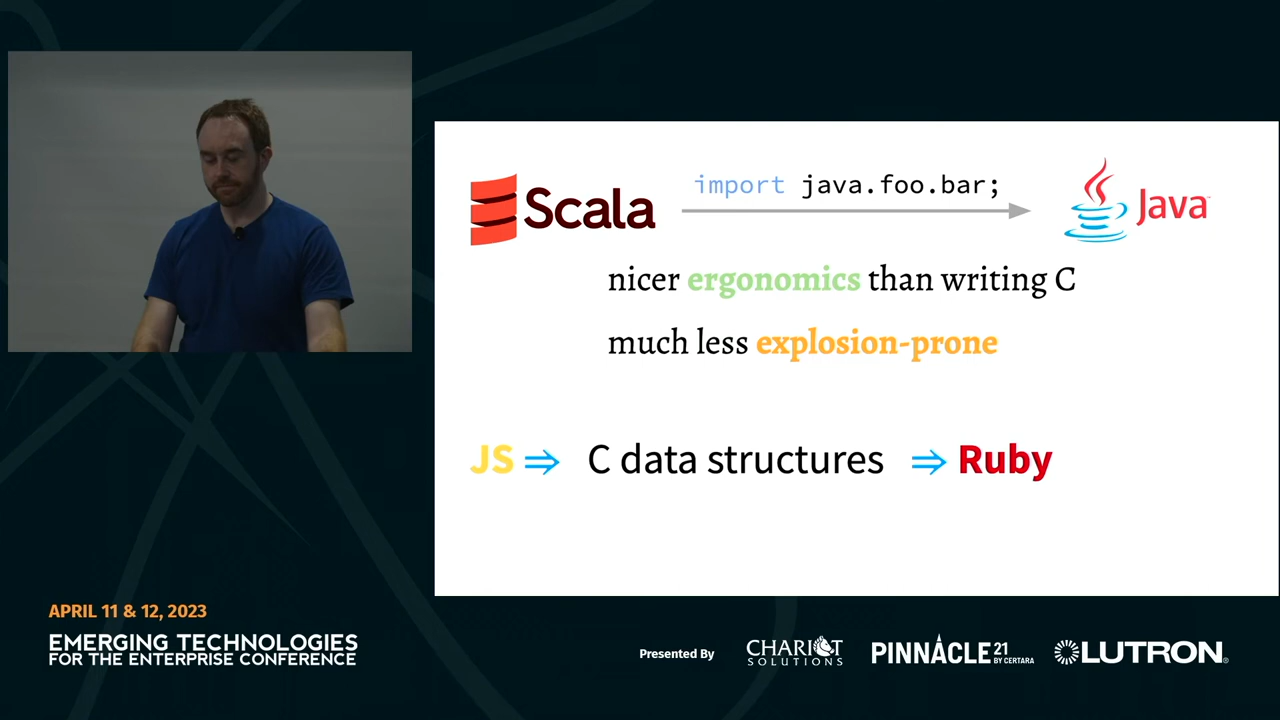 Scala
import java.foo.bar;
Java
nicer ergonomics than writing C
much less explosion-prone
JS ⇒ C data structures ⇒ Ruby
APRIL 11 & 12, 2023
EMERGING TECHNOLOGIES
FOR THE ENTERPRISE CONFERENCE
Presented By
CHARIOT
SOLUTIONS
PINNACLE 21
BY CERTARA
LUTRON